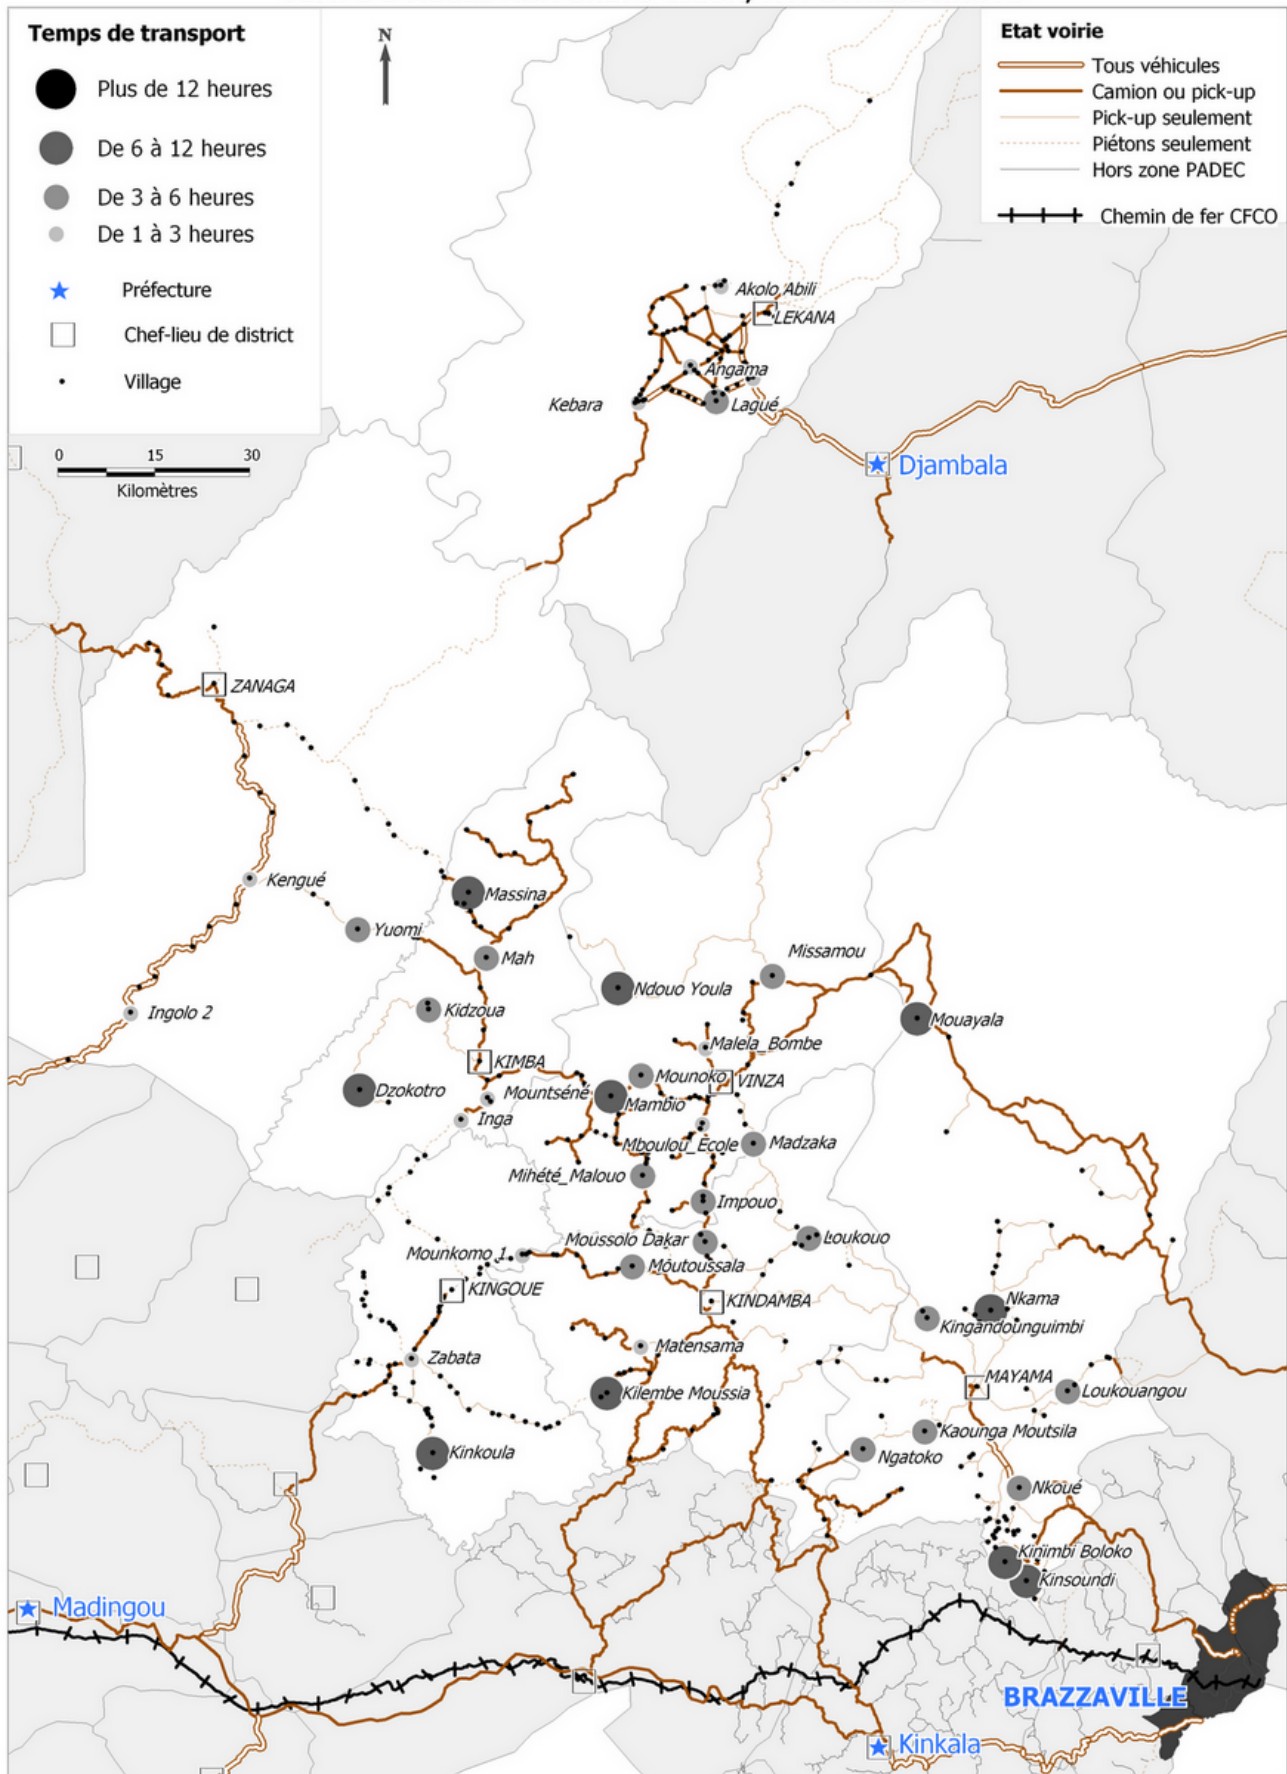 Temps de transport
Plus de 12 heures
De 6 à 12 heures
De 3 à 6 heures
De 1 à 3 heures
Préfecture
Chef-lieu de district
Village
0 15 30
Kilomètres
N
Etat voirie
Tous véhicules
Camion ou pick-up
Pick-up seulement
Piétons seulement
Hors zone PADEC
Chemin de fer CFCO
Akolo Abili
LEKANA
Angama
Kebara
Lagué
Djambala
ZANAGA
Kengué
Massina
Yuomi
Mah
Missamou
Ndouo Youla
Kidzoua
Ingolo 2
Mouayala
Malela_Bombe
KIMBA
Mounoko
VINZA
Dzokotro
Mountséné
Mambio
Inga
Mboulou_Ecole
Madzaka
Mihété_Malouo
Impouo
Moussolo Dakar
Loukouo
Mounkomo 1
Moutoussala
KINGOUE
KINDAMBA
Nkama
Kingandounguimbi
Matensama
Zabata
MAYAMA
Kilembe Moussia
Loukouangou
Kaounga Moutsila
Kinkoula
Ngatoko
Nkoué
Kinimbi Boloko
Kinsoundi
Madingou
BRAZZAVILLE
Kinkala